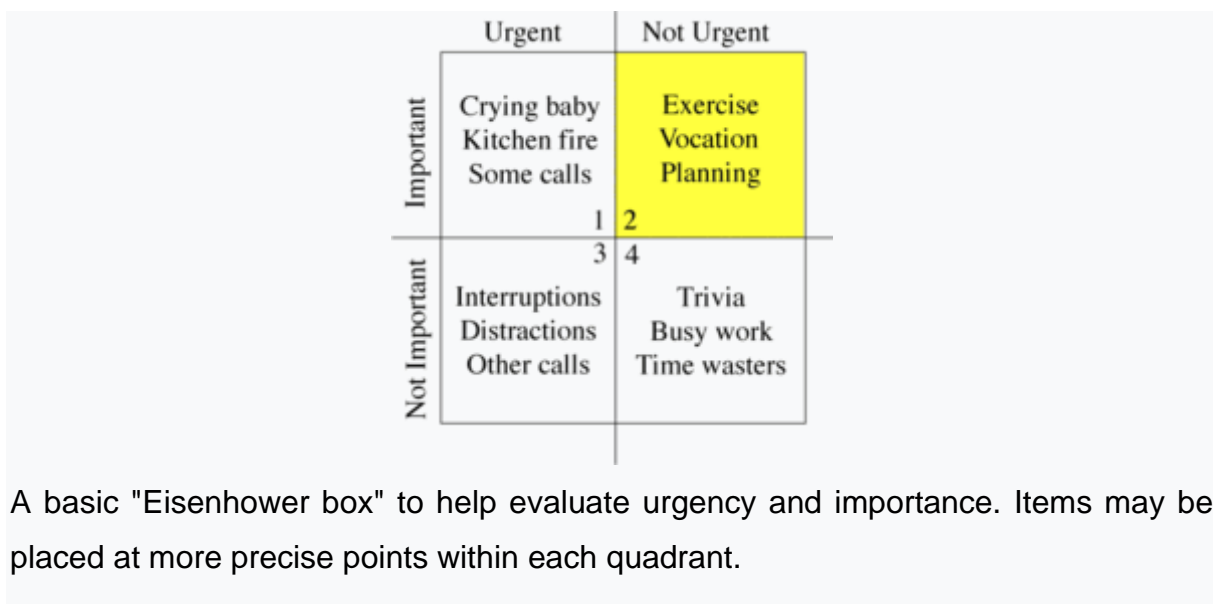 Urgent Not Urgent
Important
Crying baby
Kitchen fire
Some calls
1
Exercise
Vocation
Planning
2
Not Important
3
Interruptions
Distractions
Other calls
4
Trivia
Busy work
Time wasters
A basic "Eisenhower box" to help evaluate urgency and importance. Items may be
placed at more precise points within each quadrant.